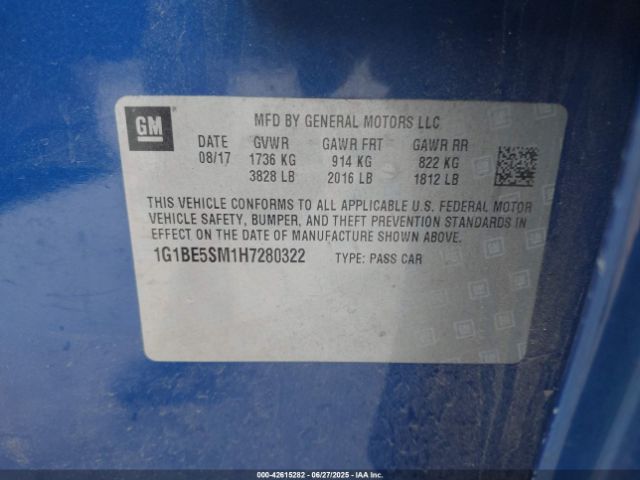 GM
MFD BY GENERAL MOTORS LLC
DATE GVWR GAWR FRT GAWR RR
08/17 1736 KG 914 KG 822 KG
3828 LB 2016 LB 1812 LB
THIS VEHICLE CONFORMS TO ALL APPLICABLE U.S. FEDERAL MOTOR
VEHICLE SAFETY, BUMPER, AND THEFT PREVENTION STANDARDS IN
EFFECT ON THE DATE OF MANUFACTURE SHOWN ABOVE.
1G1BE5SM1H7280322 TYPE: PASS CAR
000-42615282 - 06/27/2025 - IAAI.COM